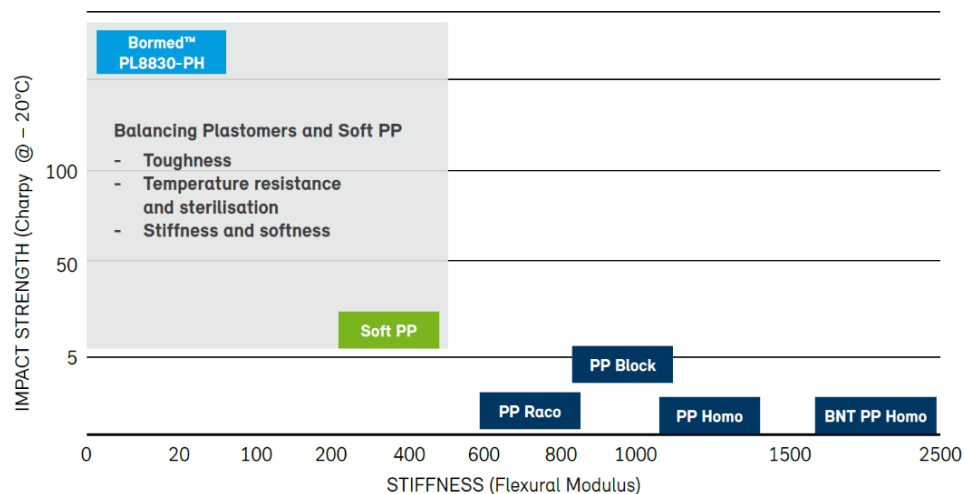 Bormed™
PL8830-PH
IMPACT STRENGTH (Charpy @ – 20°C)
Balancing Plastomers and Soft PP
- Toughness
- Temperature resistance
and sterilisation
- Stiffness and softness
100
50
5
Soft PP
PP Block
PP Raco
PP Homo
BNT PP Homo
0 20 100 200 400 600 800 1000 1500 2500
STIFFNESS (Flexural Modulus)